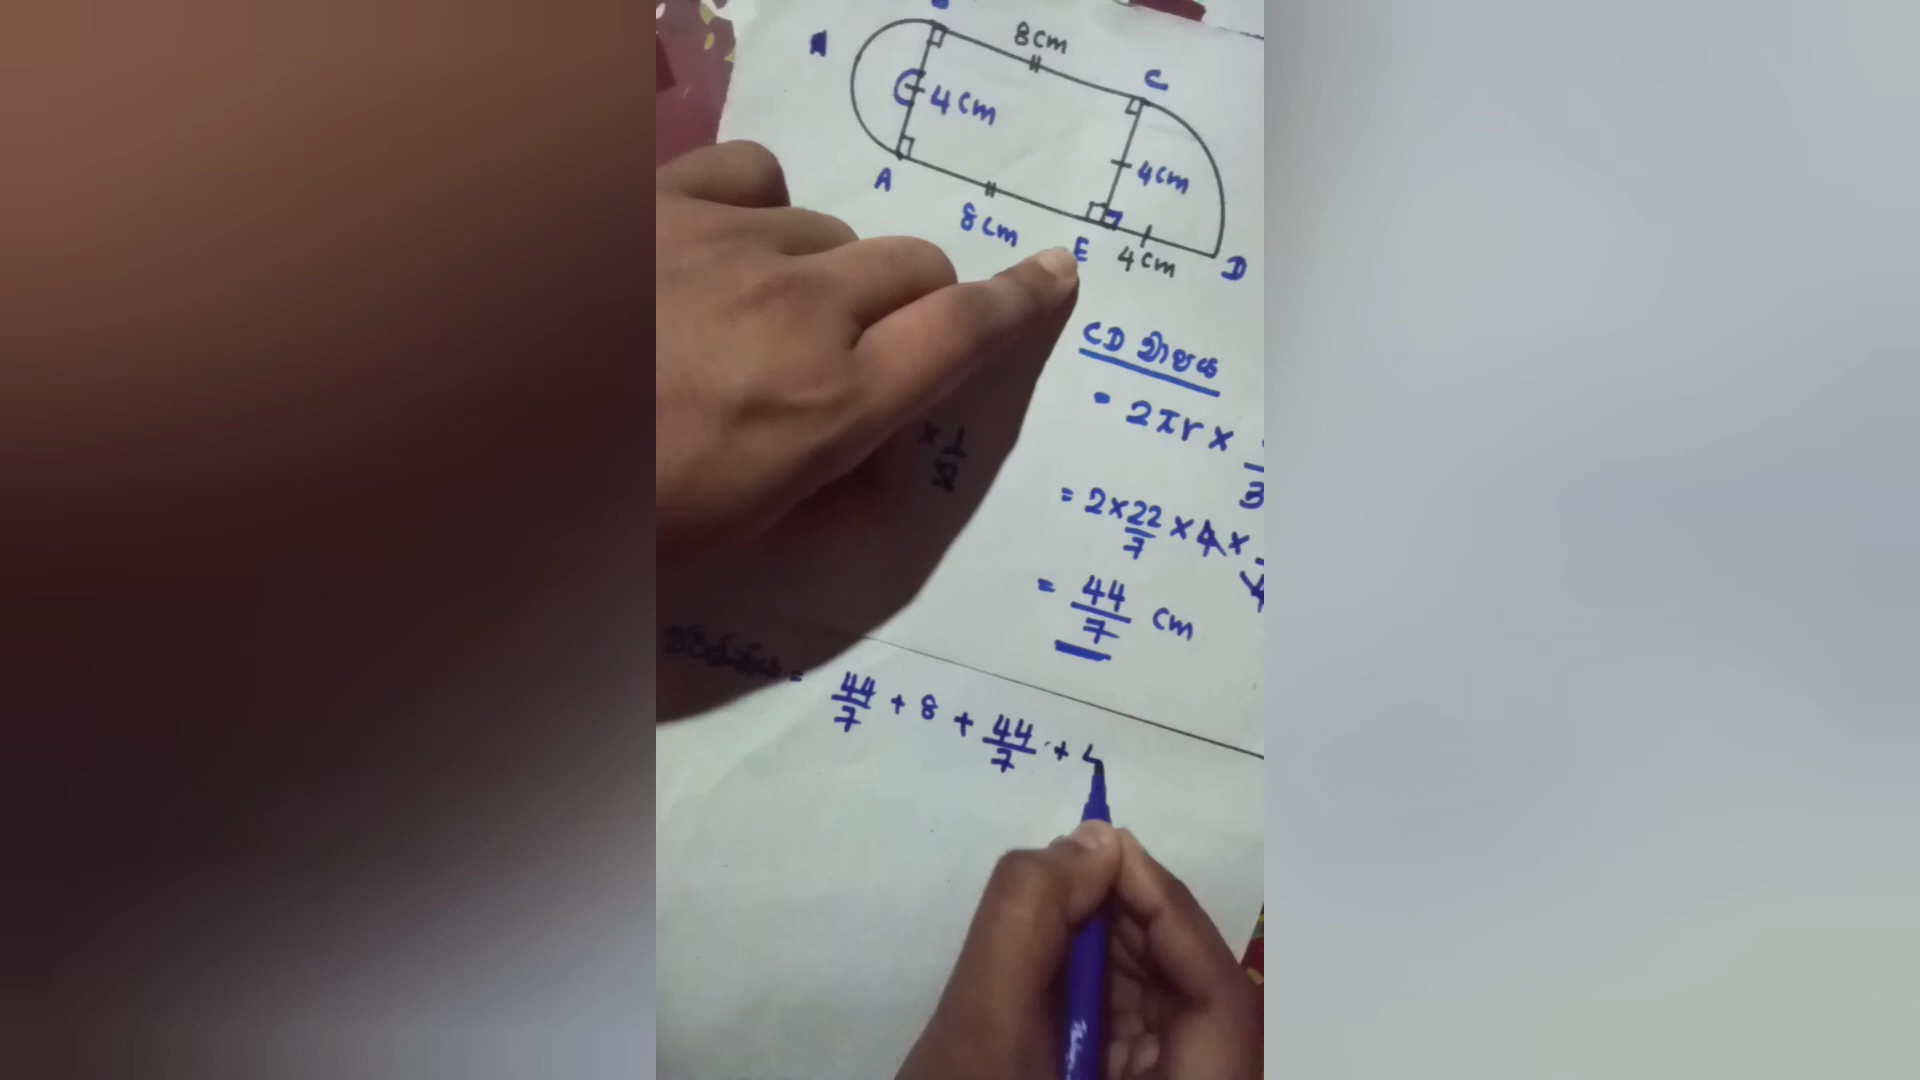 8cm
C
4cm
4cm
A
8cm
E
4cm
D
CD
= 2πr ×
= 2 × 22/7 × 4 ×
= 44/7 cm
= 44/7 + 8 + 44/7 + 4